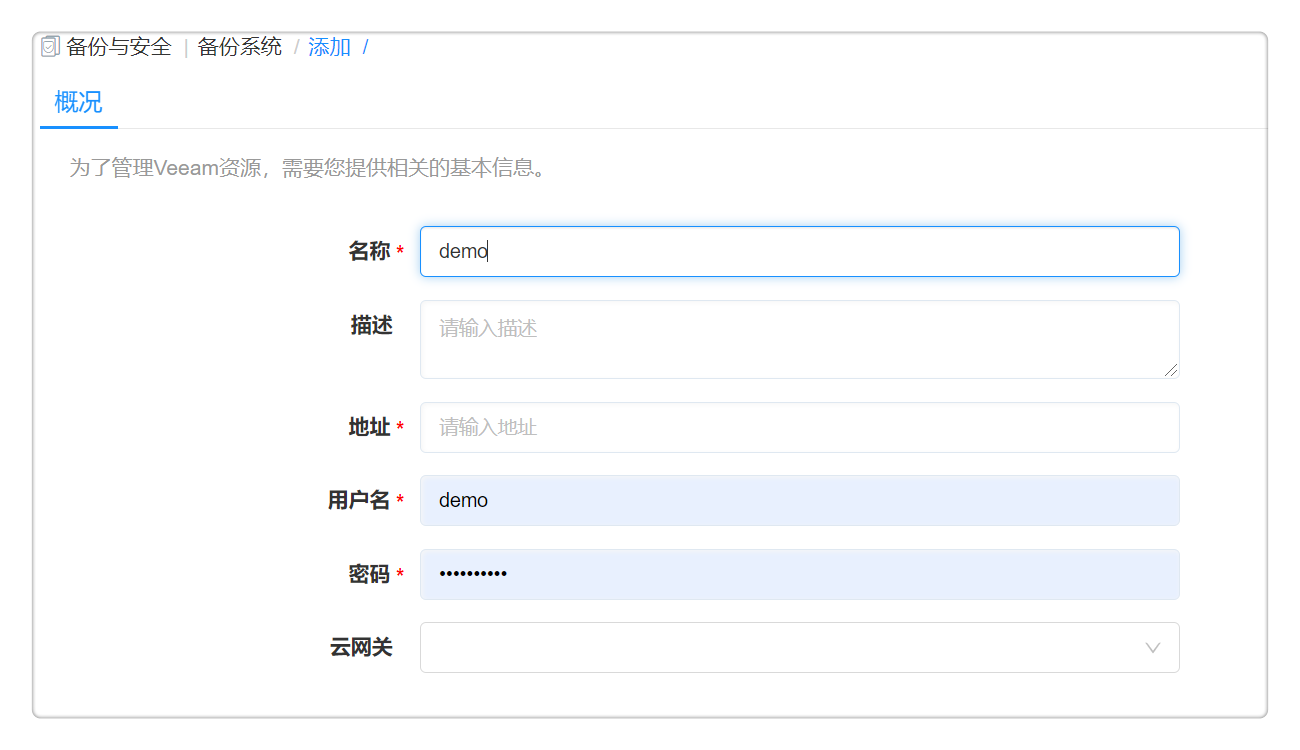 备份与安全 | 备份系统 / 添加 /
概况
为了管理Veeam资源，需要您提供相关的基本信息。
名称 * demo
描述 请输入描述
地址 * 请输入地址
用户名 * demo
密码 * ••••••••••
云网关